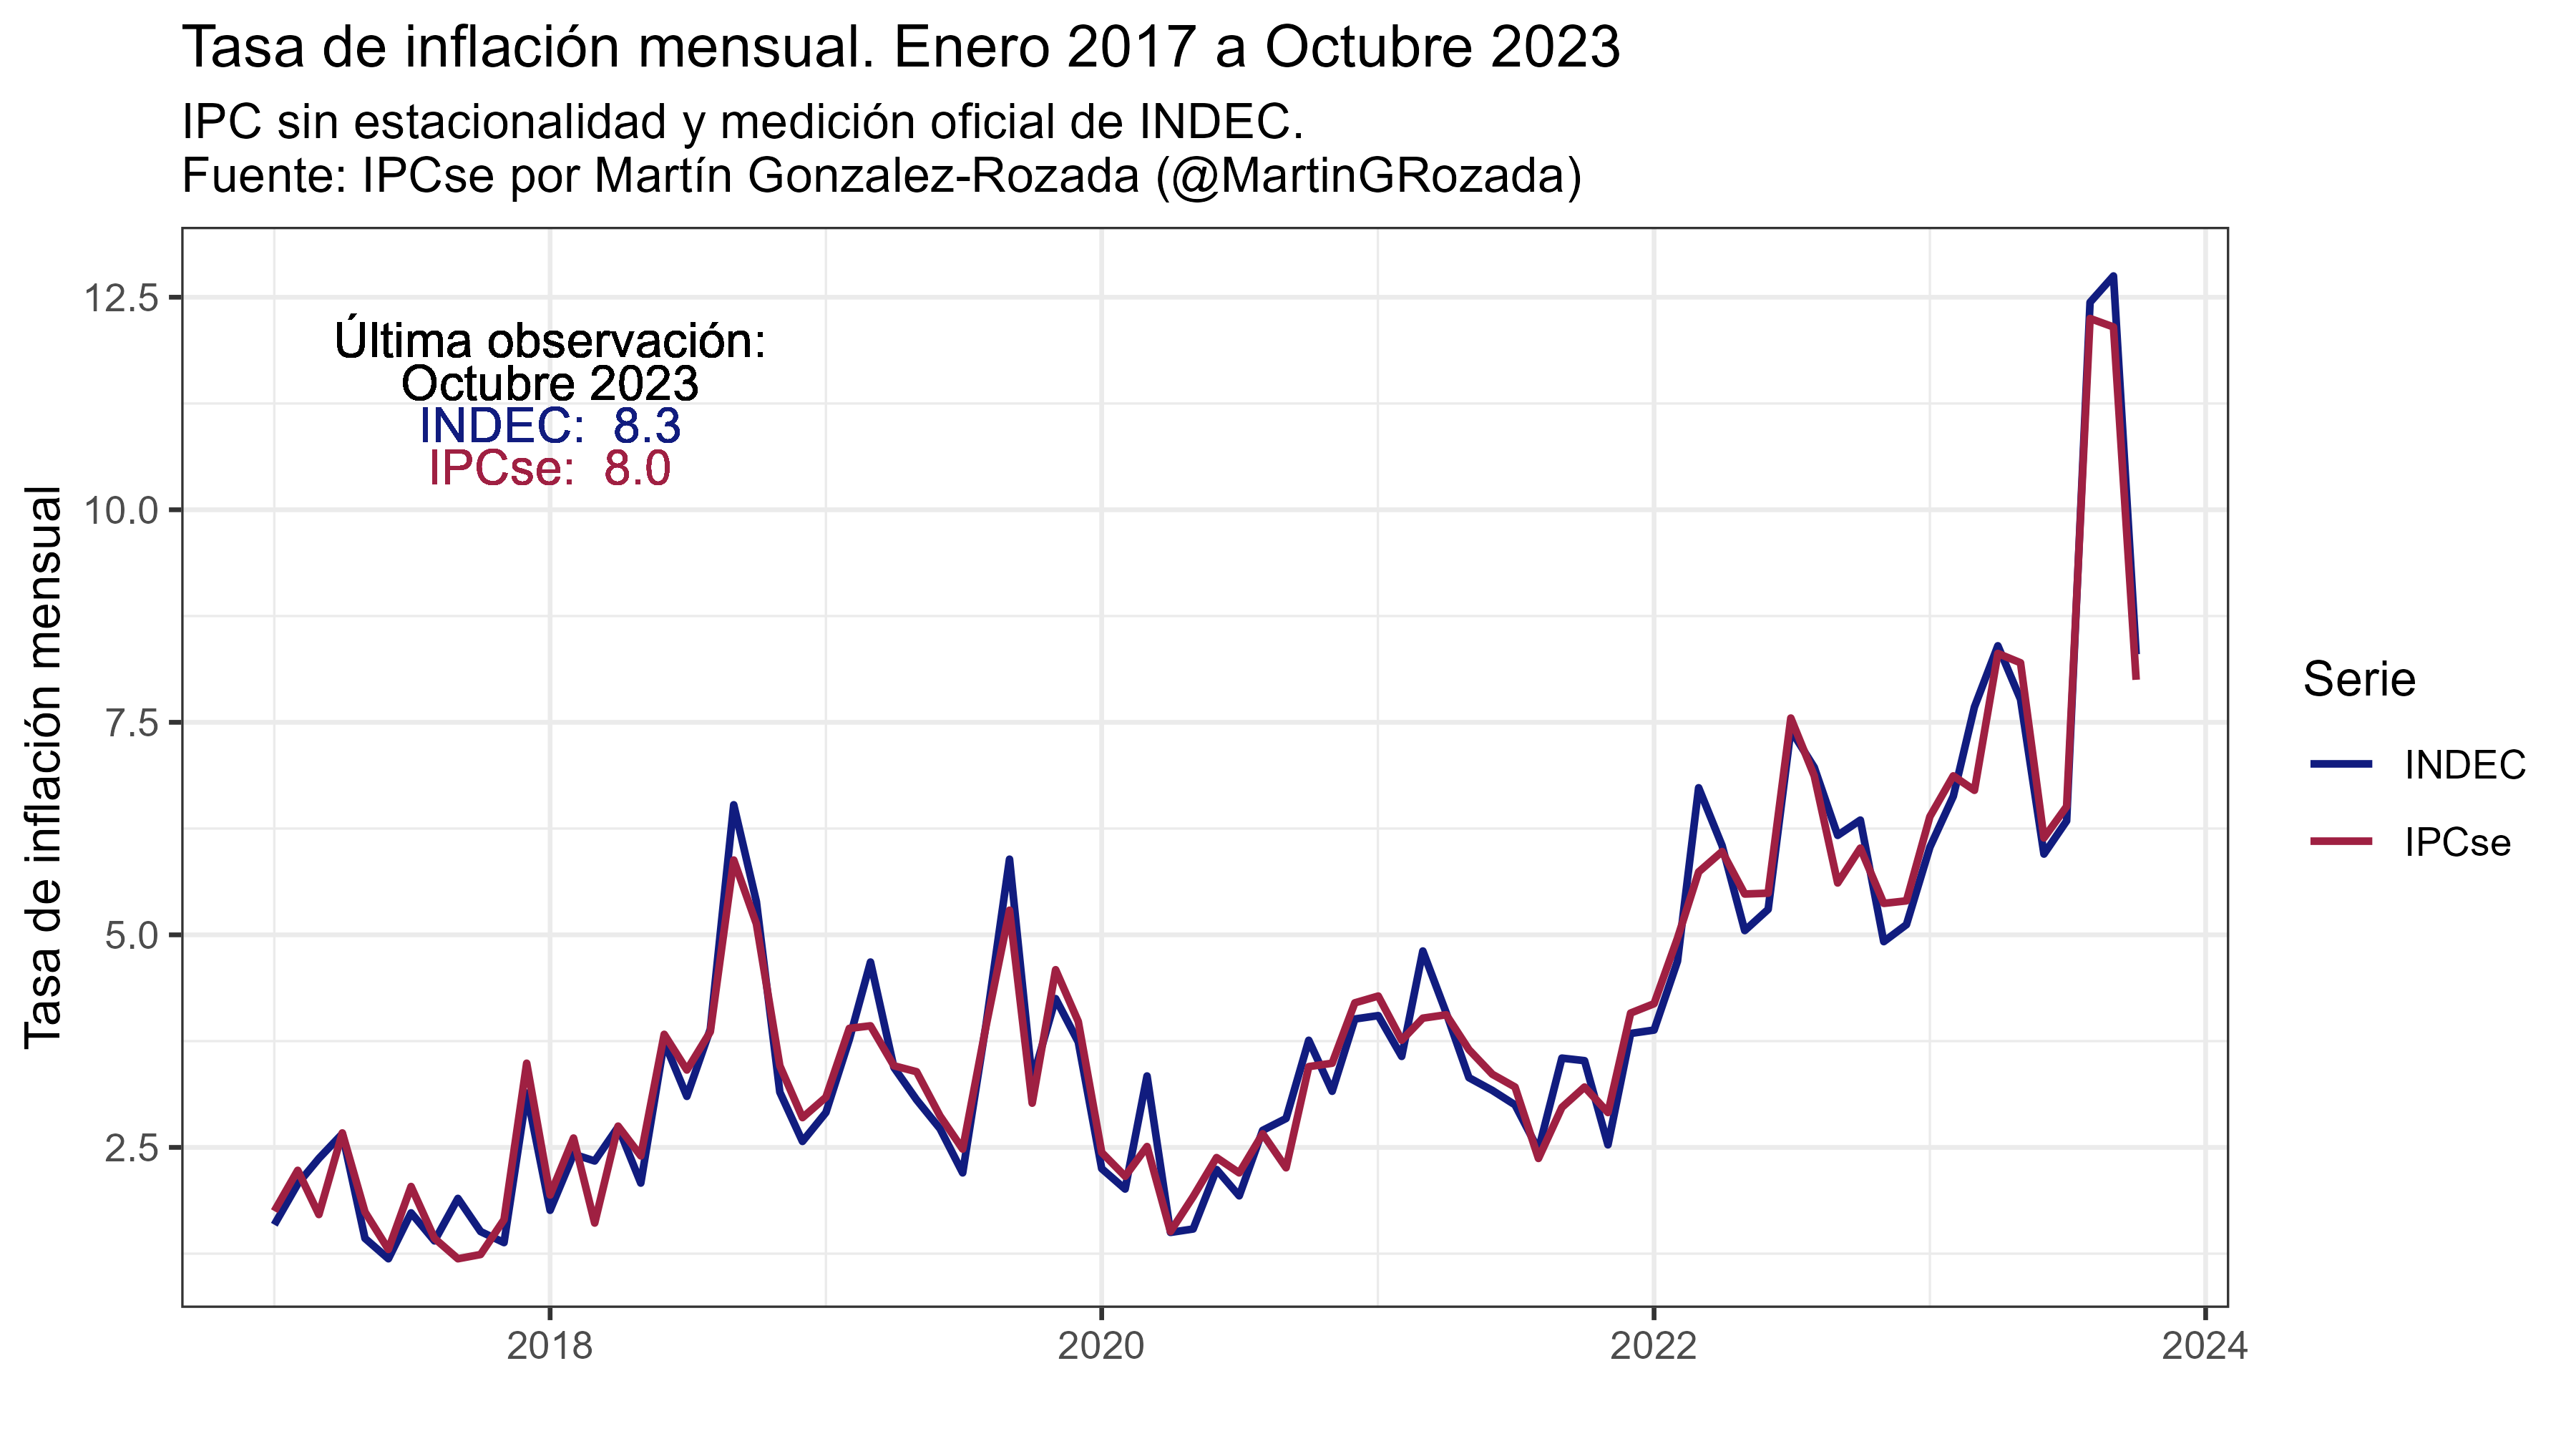 Tasa de inflación mensual. Enero 2017 a Octubre 2023
IPC sin estacionalidad y medición oficial de INDEC.
Fuente: IPCse por Martín Gonzalez-Rozada (@MartinGRozada)
Tasa de inflación mensual
12.5
10.0
7.5
5.0
2.5
Última observación:
Octubre 2023
INDEC:  8.3
IPCse:  8.0
2018
2020
2022
2024
Serie
INDEC
IPCse